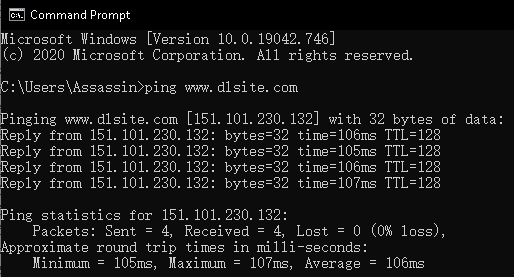 Command Prompt
Microsoft Windows [Version 10.0.19042.746]
(c) 2020 Microsoft Corporation. All rights reserved.
C:\Users\Assassin>ping www.dlsite.com
Pinging www.dlsite.com [151.101.230.132] with 32 bytes of data:
Reply from 151.101.230.132: bytes=32 time=106ms TTL=128
Reply from 151.101.230.132: bytes=32 time=105ms TTL=128
Reply from 151.101.230.132: bytes=32 time=106ms TTL=128
Reply from 151.101.230.132: bytes=32 time=107ms TTL=128
Ping statistics for 151.101.230.132:
Packets: Sent = 4, Received = 4, Lost = 0 (0% loss),
Approximate round trip times in milli-seconds:
Minimum = 105ms, Maximum = 107ms, Average = 106ms